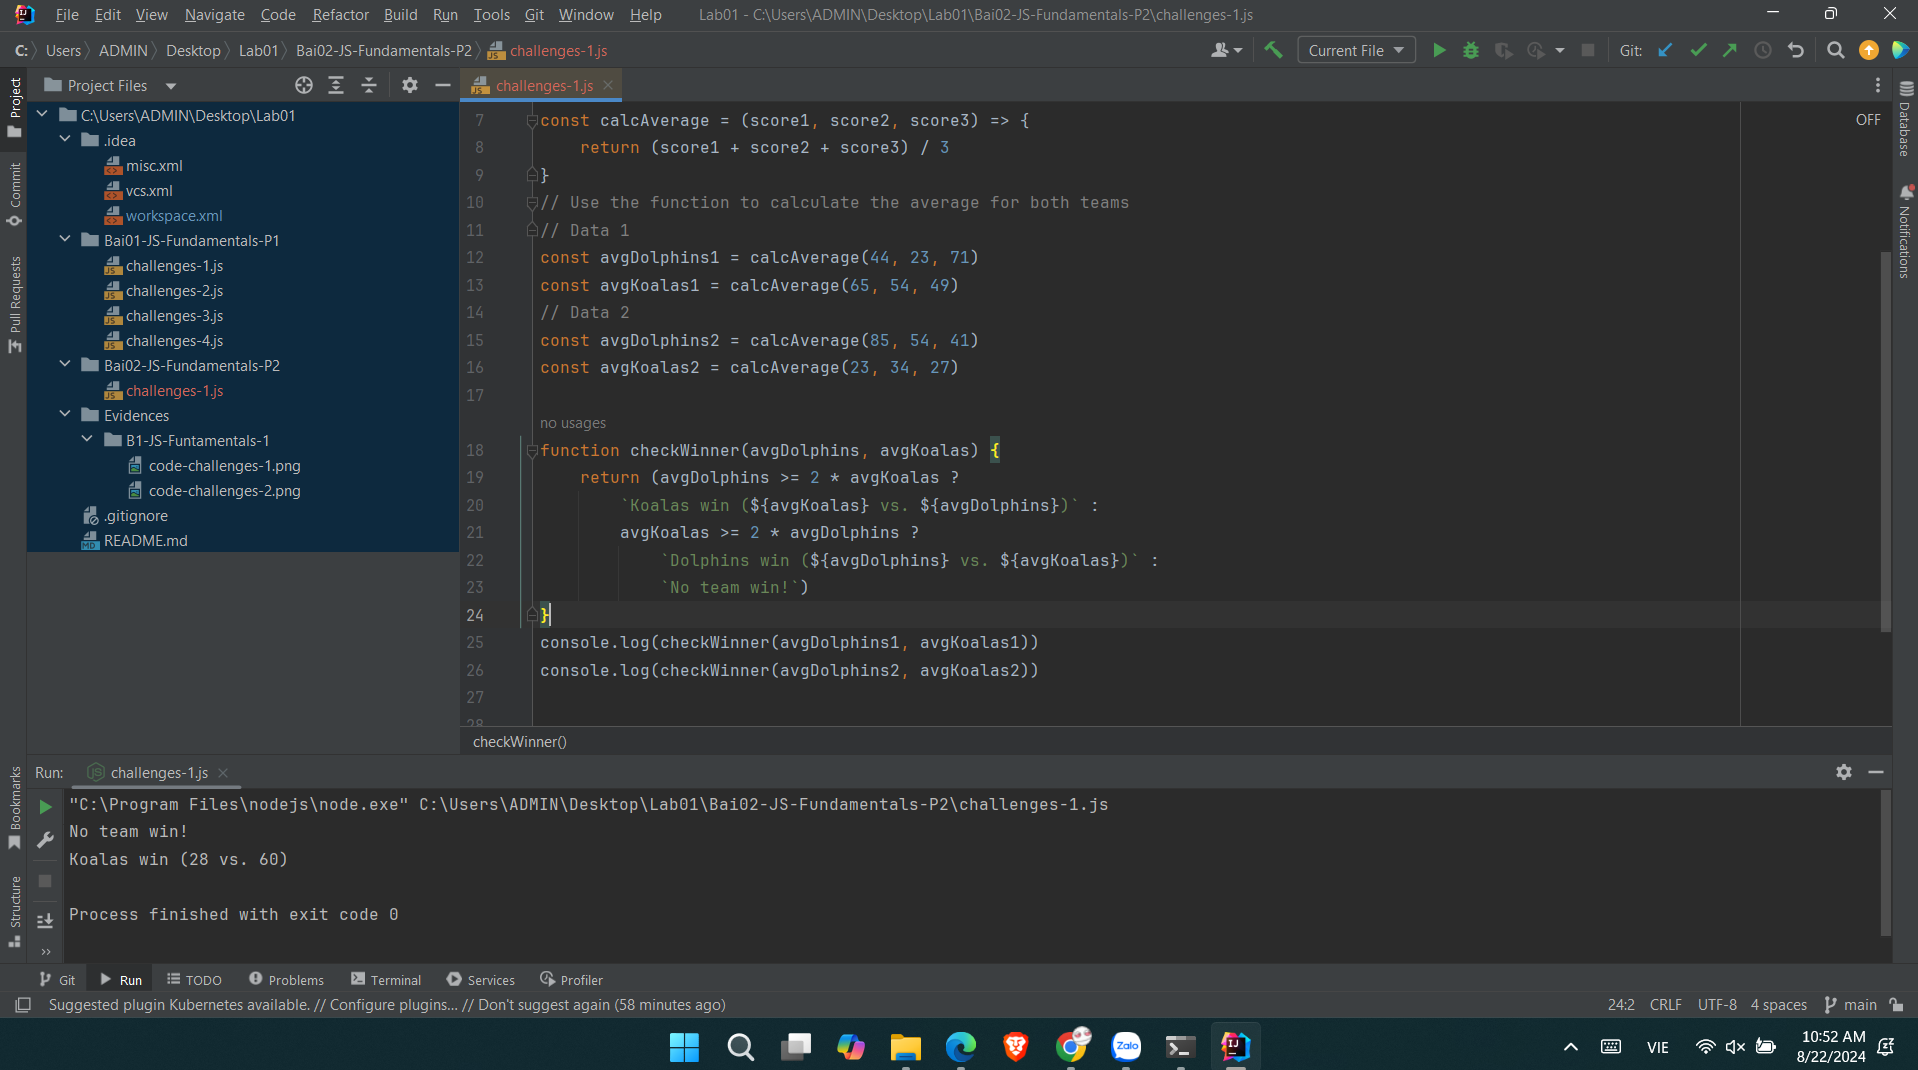 File Edit View Navigate Code Refactor Build Run Tools Git Window Help Lab01 - C:\Users\ADMIN\Desktop\Lab01\Bai02-JS-Fundamentals-P2\challenges-1.js
C: Users ADMIN Desktop Lab01 Bai02-JS-Fundamentals-P2 challenges-1.js Current File Git:
Project Files
challenges-1.js
Project
Commit
Pull Requests
Bookmarks
Structure
C:\Users\ADMIN\Desktop\Lab01
.idea
misc.xml
vcs.xml
workspace.xml
Bai01-JS-Fundamentals-P1
challenges-1.js
challenges-2.js
challenges-3.js
challenges-4.js
Bai02-JS-Fundamentals-P2
challenges-1.js
Evidences
B1-JS-Funtamentals-1
code-challenges-1.png
code-challenges-2.png
.gitignore
README.md
OFF
Database
Notifications
7 const calcAverage = (score1, score2, score3) => {
8 return (score1 + score2 + score3) / 3
9 }
10 // Use the function to calculate the average for both teams
11 // Data 1
12 const avgDolphins1 = calcAverage(44, 23, 71)
13 const avgKoalas1 = calcAverage(65, 54, 49)
14 // Data 2
15 const avgDolphins2 = calcAverage(85, 54, 41)
16 const avgKoalas2 = calcAverage(23, 34, 27)
17
no usages
18 function checkWinner(avgDolphins, avgKoalas) {
19 return (avgDolphins >= 2 * avgKoalas ?
20 `Koalas win (${avgKoalas} vs. ${avgDolphins})` :
21 avgKoalas >= 2 * avgDolphins ?
22 `Dolphins win (${avgDolphins} vs. ${avgKoalas})` :
23 `No team win!`)
24 }
25 console.log(checkWinner(avgDolphins1, avgKoalas1))
26 console.log(checkWinner(avgDolphins2, avgKoalas2))
27
28
checkWinner()
Run: challenges-1.js
"C:\Program Files\nodejs\node.exe" C:\Users\ADMIN\Desktop\Lab01\Bai02-JS-Fundamentals-P2\challenges-1.js
No team win!
Koalas win (28 vs. 60)
Process finished with exit code 0
Git Run TODO Problems Terminal Services Profiler
Suggested plugin Kubernetes available. // Configure plugins... // Don't suggest again (58 minutes ago) 24:2 CRLF UTF-8 4 spaces main
Zalo
VIE
10:52 AM
8/22/2024